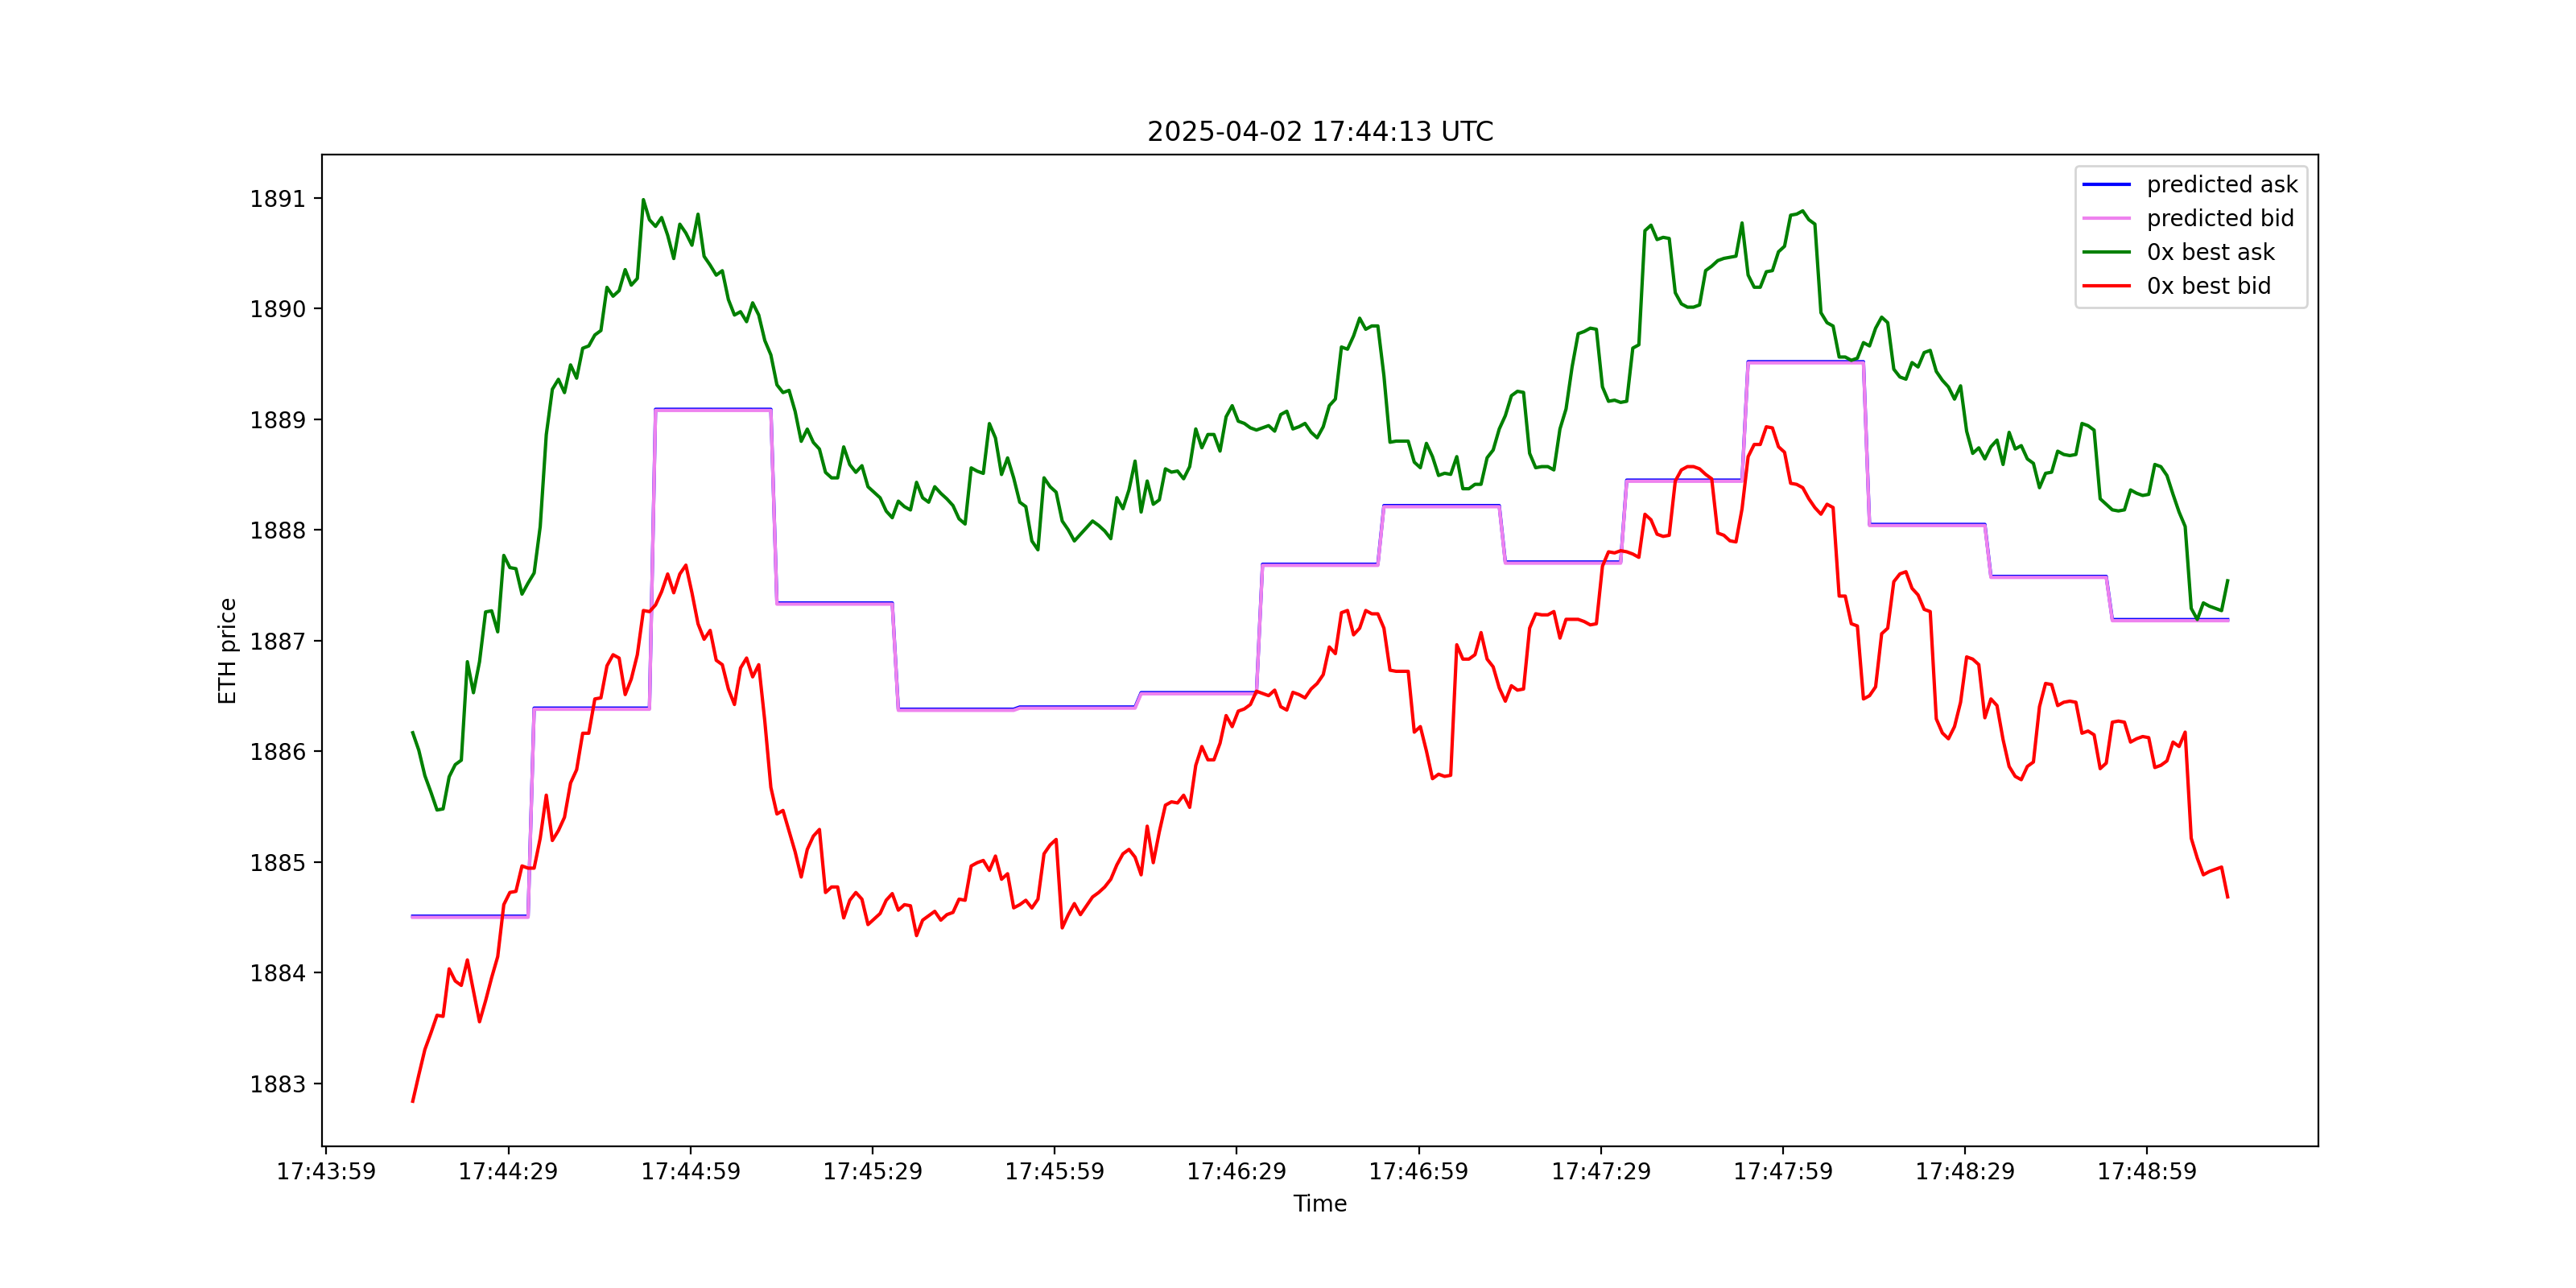 2025-04-02 17:44:13 UTC
predicted ask
predicted bid
0x best ask
0x best bid
1891
1890
1889
1888
1887
1886
1885
1884
1883
ETH price
17:43:59 17:44:29 17:44:59 17:45:29 17:45:59 17:46:29 17:46:59 17:47:29 17:47:59 17:48:29 17:48:59
Time